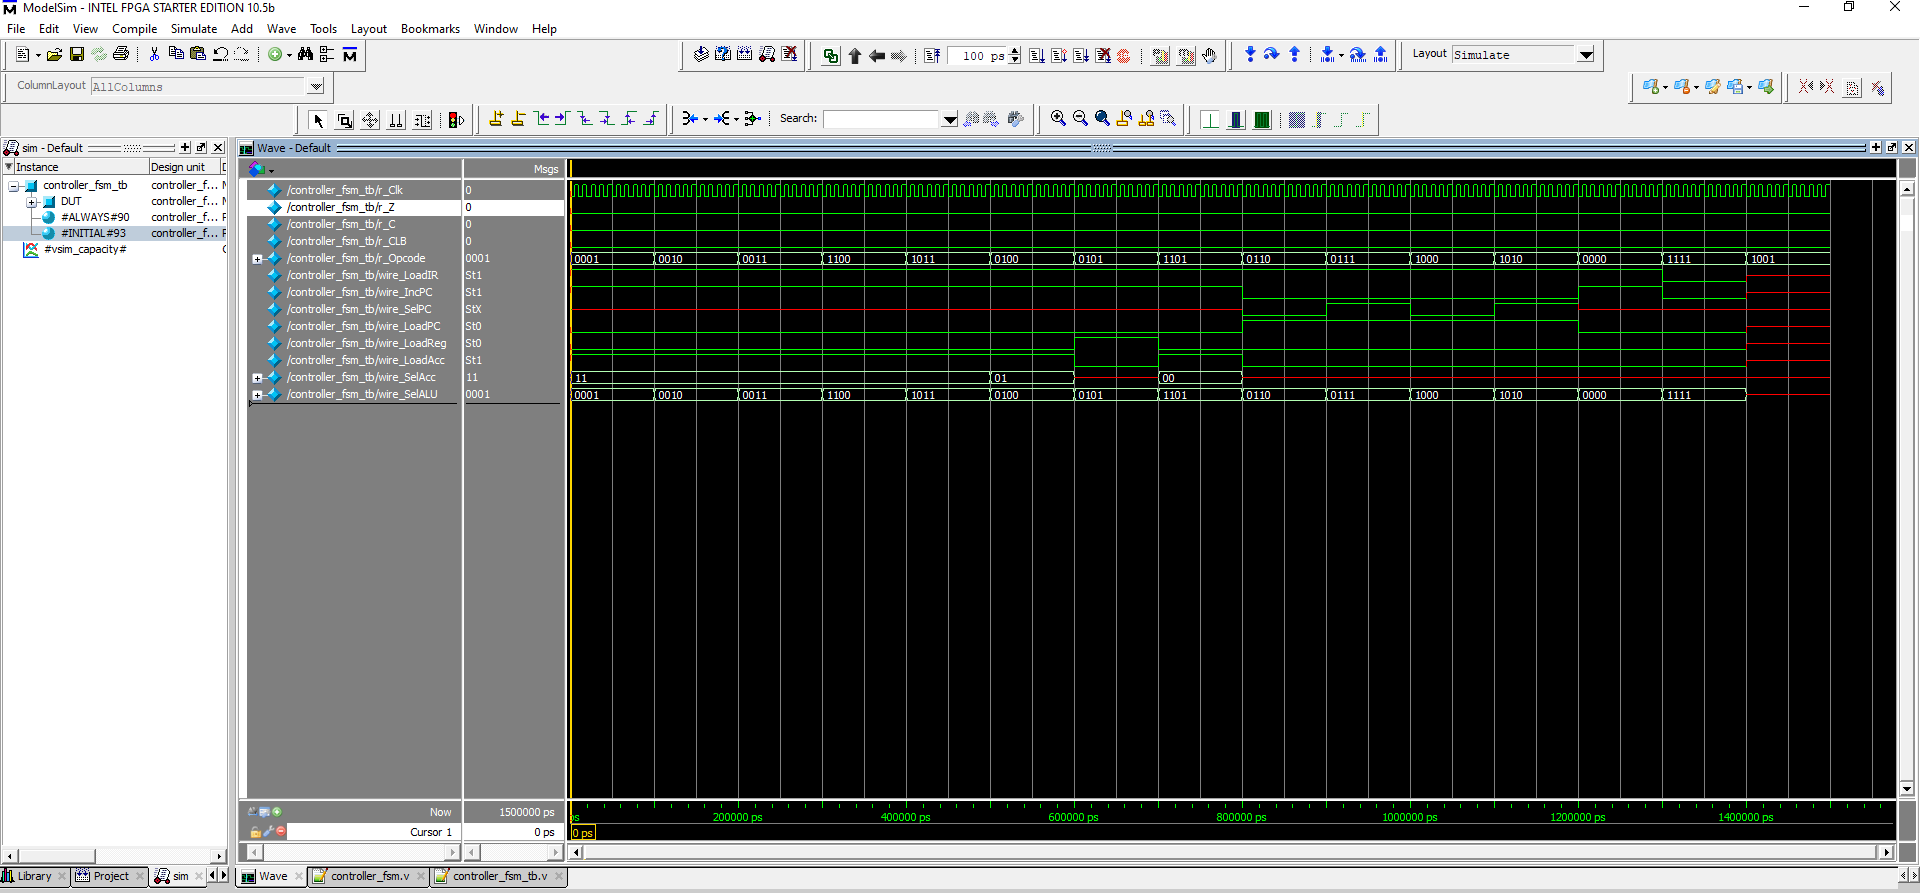 ModelSim - INTEL FPGA STARTER EDITION 10.5b
File Edit View Compile Simulate Add Wave Tools Layout Bookmarks Window Help
100 ps
Layout Simulate
ColumnLayout AllColumns
Search:
sim - Default
Wave - Default
Instance Design unit
Msgs
controller_fsm_tb controller_f...
DUT controller_f...
#ALWAYS#90 controller_f...
#INITIAL#93 controller_f...
#vsim_capacity#
/controller_fsm_tb/r_Clk 0
/controller_fsm_tb/r_Z 0
/controller_fsm_tb/r_C 0
/controller_fsm_tb/r_CLB 0
/controller_fsm_tb/r_Opcode 0001 0001 0010 0011 1100 1011 0100 0101 1101 0110 0111 1000 1010 0000 1111 1001
/controller_fsm_tb/wire_LoadIR St1
/controller_fsm_tb/wire_IncPC St1
/controller_fsm_tb/wire_SelPC StX
/controller_fsm_tb/wire_LoadPC St0
/controller_fsm_tb/wire_LoadReg St0
/controller_fsm_tb/wire_LoadAcc St1
/controller_fsm_tb/wire_SelAcc 11 11 01 00
/controller_fsm_tb/wire_SelALU 0001 0001 0010 0011 1100 1011 0100 0101 1101 0110 0111 1000 1010 0000 1111
Now 1500000 ps
ps 200000 ps 400000 ps 600000 ps 800000 ps 1000000 ps 1200000 ps 1400000 ps
Cursor 1 0 ps 0 ps
Library Project sim Wave controller_fsm.v controller_fsm_tb.v